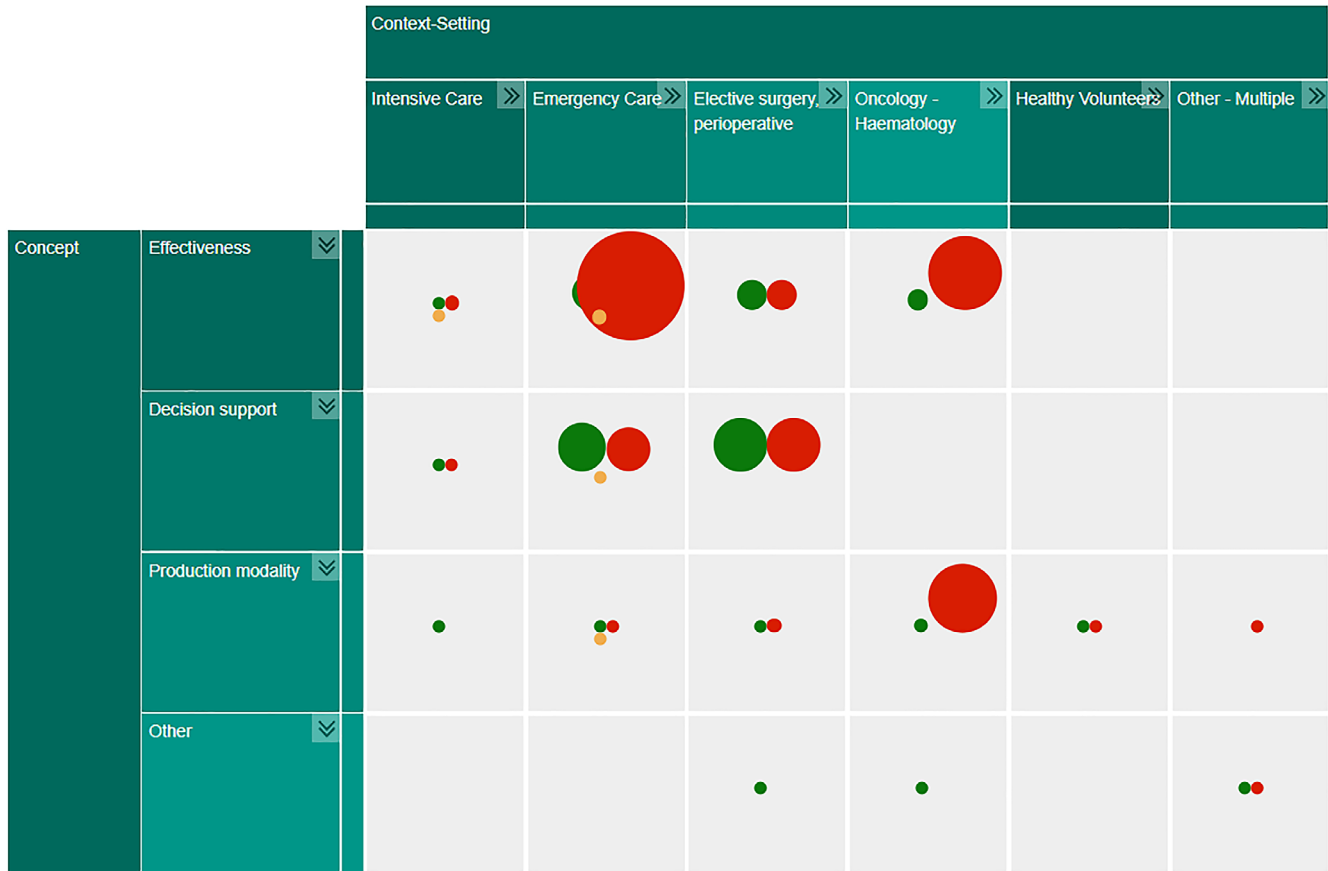 Context-Setting
Intensive Care
Emergency Care
Elective surgery,
perioperative
Oncology -
Haematology
Healthy Volunteers
Other - Multiple
Concept
Effectiveness
Decision support
Production modality
Other